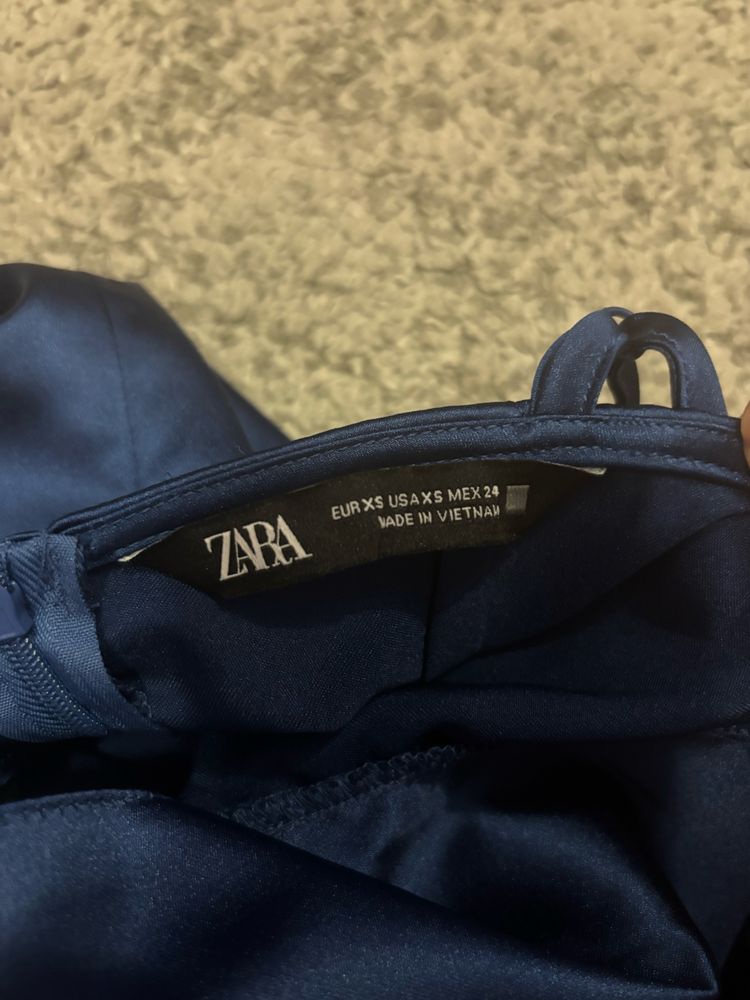 ZARA
EUR XS USA XS MEX 24
MADE IN VIETNAM